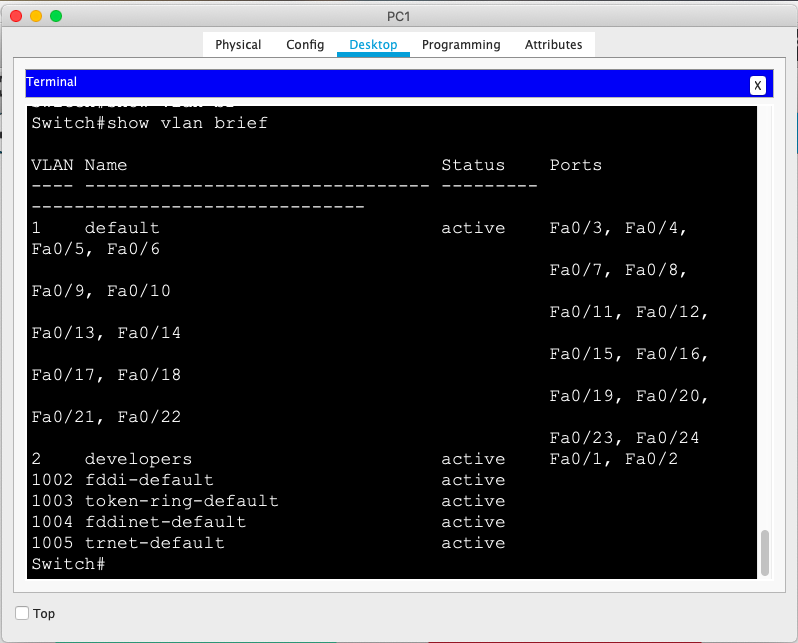 PC1
Physical Config Desktop Programming Attributes
Terminal
X
Switch#show vlan brief
VLAN Name Status Ports
---- -------------------------------- ---------
-------------------------------
1 default active Fa0/3, Fa0/4,
Fa0/5, Fa0/6
Fa0/7, Fa0/8,
Fa0/9, Fa0/10
Fa0/11, Fa0/12,
Fa0/13, Fa0/14
Fa0/15, Fa0/16,
Fa0/17, Fa0/18
Fa0/19, Fa0/20,
Fa0/21, Fa0/22
Fa0/23, Fa0/24
2 developers active Fa0/1, Fa0/2
1002 fddi-default active
1003 token-ring-default active
1004 fddinet-default active
1005 trnet-default active
Switch#
Top